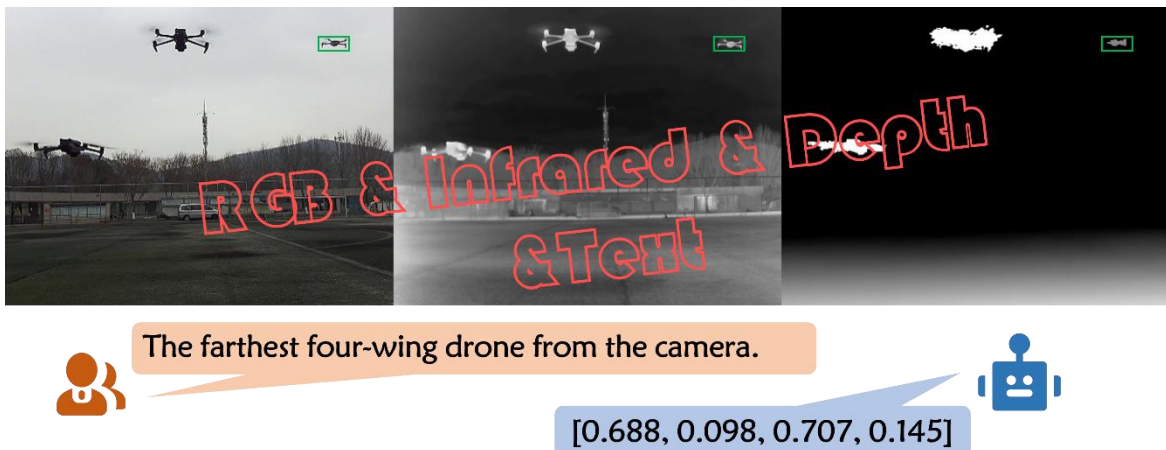 RGB & Infrared & Depth
&Text
The farthest four-wing drone from the camera.
[0.688, 0.098, 0.707, 0.145]